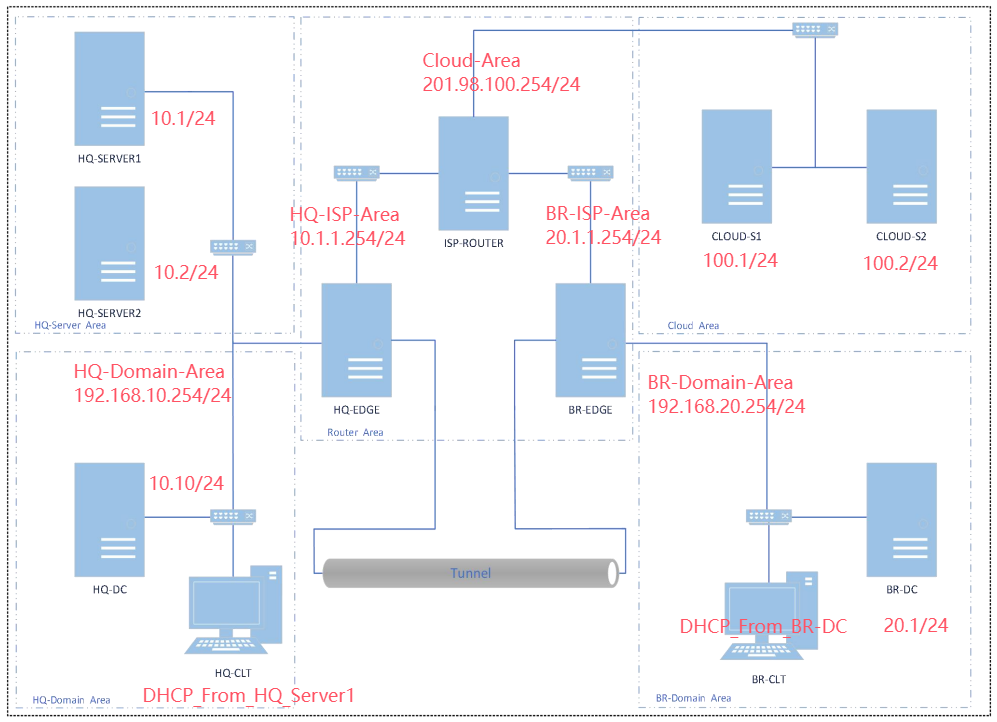 10.1/24
HQ-SERVER1
10.2/24
HQ-SERVER2
HQ-Server Area
Cloud-Area
201.98.100.254/24
ISP-ROUTER
HQ-ISP-Area
10.1.1.254/24
BR-ISP-Area
20.1.1.254/24
HQ-EDGE
BR-EDGE
Router Area
CLOUD-S1
100.1/24
CLOUD-S2
100.2/24
Cloud Area
HQ-Domain-Area
192.168.10.254/24
10.10/24
HQ-DC
HQ-CLT
DHCP_From_HQ_Server1
HQ-Domain Area
Tunnel
BR-Domain-Area
192.168.20.254/24
DHCP_From_BR-DC
BR-CLT
BR-DC
20.1/24
BR-Domain Area